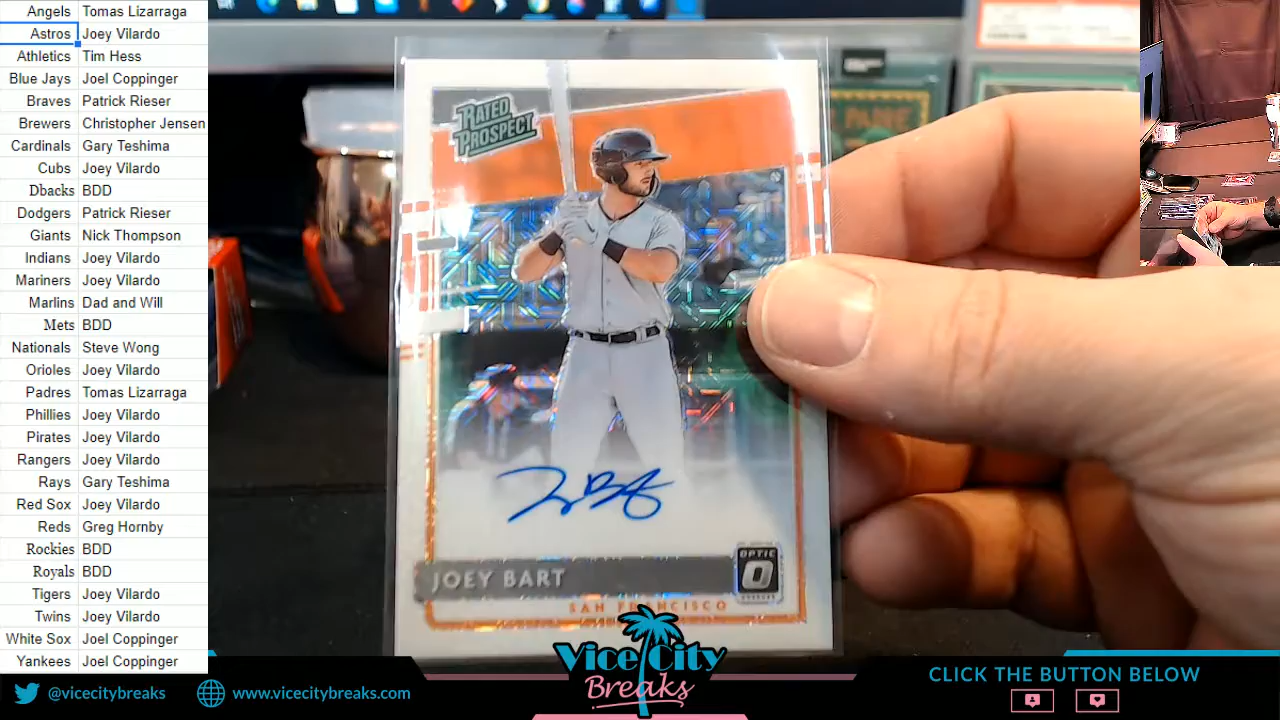 Angels Tomas Lizarraga
Astros Joey Vilardo
Athletics Tim Hess
Blue Jays Joel Coppinger
Braves Patrick Rieser
Brewers Christopher Jensen
Cardinals Gary Teshima
Cubs Joey Vilardo
Dbacks BDD
Dodgers Patrick Rieser
Giants Nick Thompson
Indians Joey Vilardo
Mariners Joey Vilardo
Marlins Dad and Will
Mets BDD
Nationals Steve Wong
Orioles Joey Vilardo
Padres Tomas Lizarraga
Phillies Joey Vilardo
Pirates Joey Vilardo
Rangers Joey Vilardo
Rays Gary Teshima
Red Sox Joey Vilardo
Reds Greg Hornby
Rockies BDD
Royals BDD
Tigers Joey Vilardo
Twins Joey Vilardo
White Sox Joel Coppinger
Yankees Joel Coppinger
RATED
PROSPECT
JOEY BART
OPTIC
O
SAN FRANCISCO
Vice City
Breaks
@vicecitybreaks
www.vicecitybreaks.com
CLICK THE BUTTON BELOW